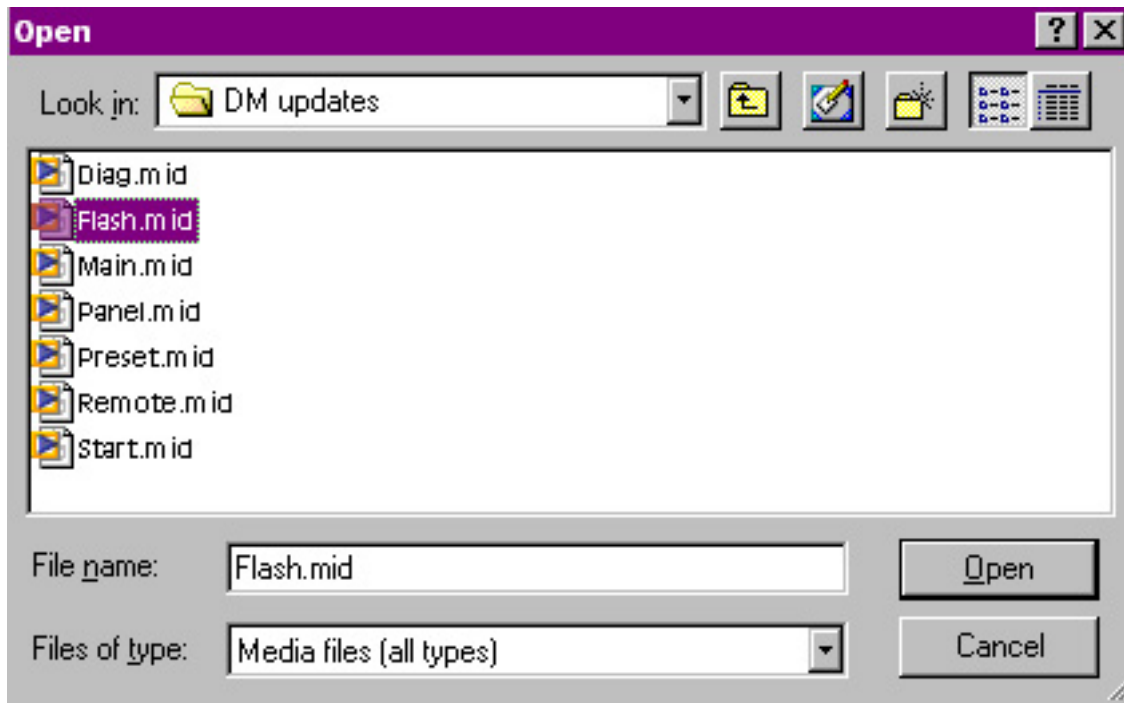 Open
Look in: DM updates
Diag.mid
Flash.mid
Main.mid
Panel.mid
Preset.mid
Remote.mid
Start.mid
File name: Flash.mid
Open
Files of type: Media files (all types)
Cancel